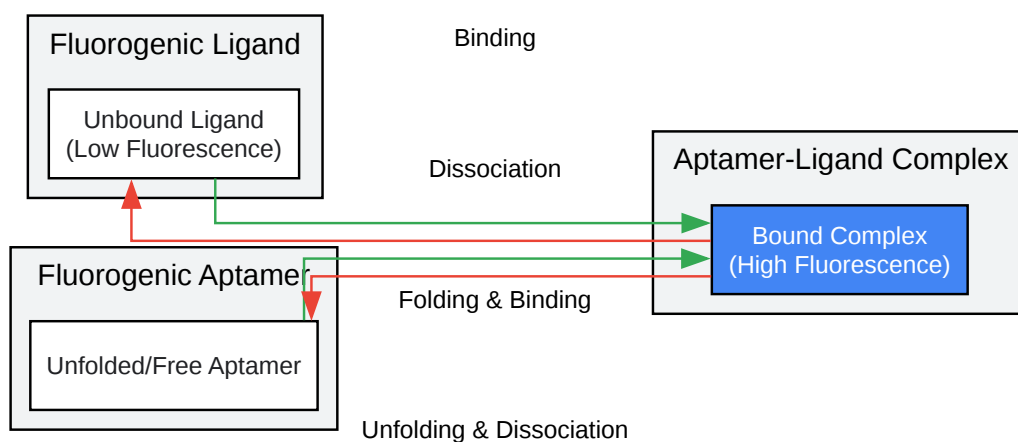 Fluorogenic Ligand
Unbound Ligand
(Low Fluorescence)
Binding
Dissociation
Aptamer-Ligand Complex
Bound Complex
(High Fluorescence)
Fluorogenic Aptamer
Unfolded/Free Aptamer
Folding & Binding
Unfolding & Dissociation